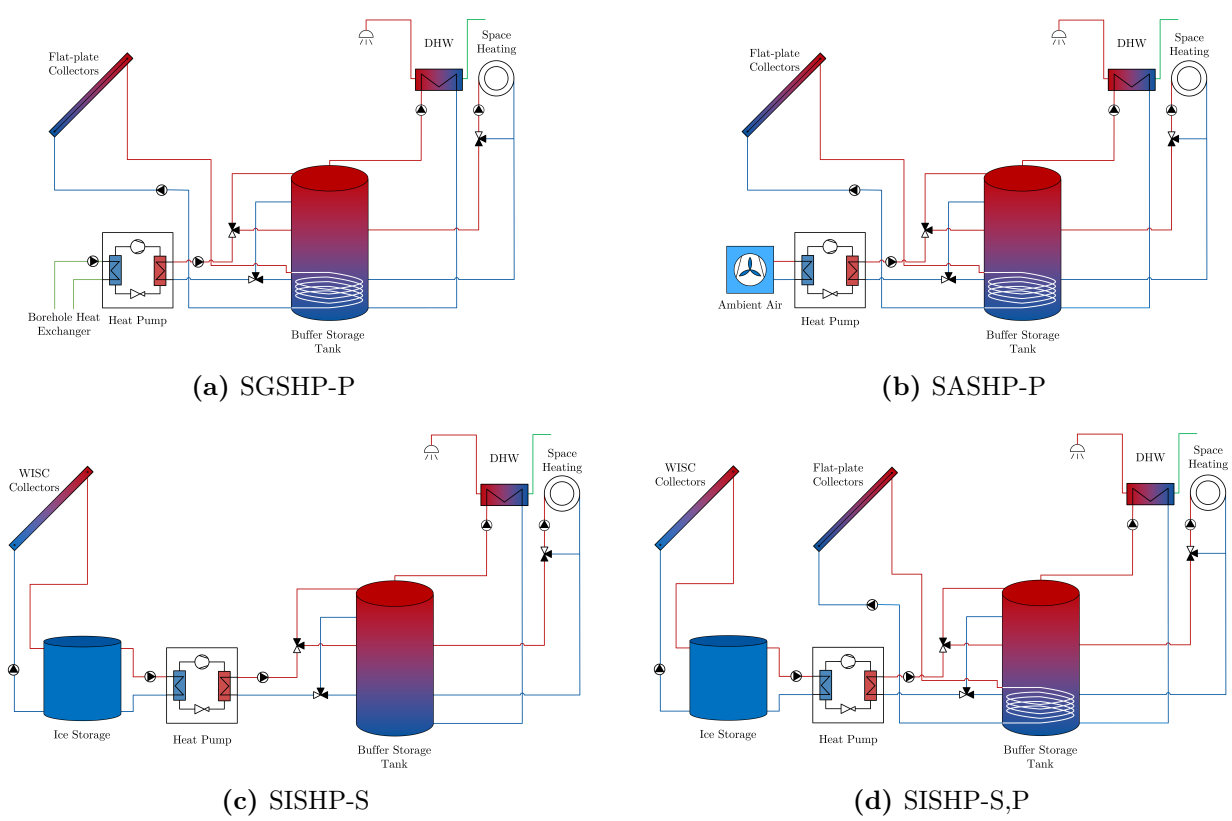 Flat-plate
Collectors
DHW
Space
Heating
Borehole Heat
Exchanger
Heat Pump
Buffer Storage
Tank
(a) SGSHP-P
Flat-plate
Collectors
DHW
Space
Heating
Ambient Air
Heat Pump
Buffer Storage
Tank
(b) SASHP-P
WISC
Collectors
DHW
Space
Heating
Ice Storage
Heat Pump
Buffer Storage
Tank
(c) SISHP-S
WISC
Collectors
Flat-plate
Collectors
DHW
Space
Heating
Ice Storage
Heat Pump
Buffer Storage
Tank
(d) SISHP-S,P